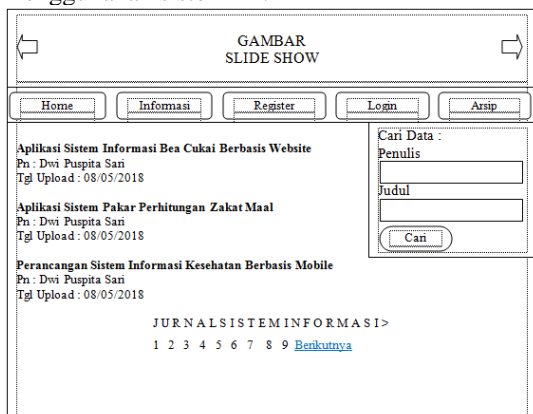 GAMBAR
SLIDE SHOW
Home Informasi Register Login Arsip
Aplikasi Sistem Informasi Bea Cukai Berbasis Website
Pn : Dwi Puspita Sari
Tgl Upload : 08/05/2018
Aplikasi Sistem Pakar Perhitungan Zakat Maal
Pn : Dwi Puspita Sari
Tgl Upload : 08/05/2018
Perancangan Sistem Informasi Kesehatan Berbasis Mobile
Pn : Dwi Puspita Sari
Tgl Upload : 08/05/2018
Cari Data :
Penulis
Judul
Cari
J U R N A L S I S T E M I N F O R M A S I >
1 2 3 4 5 6 7 8 9 Berikutnya